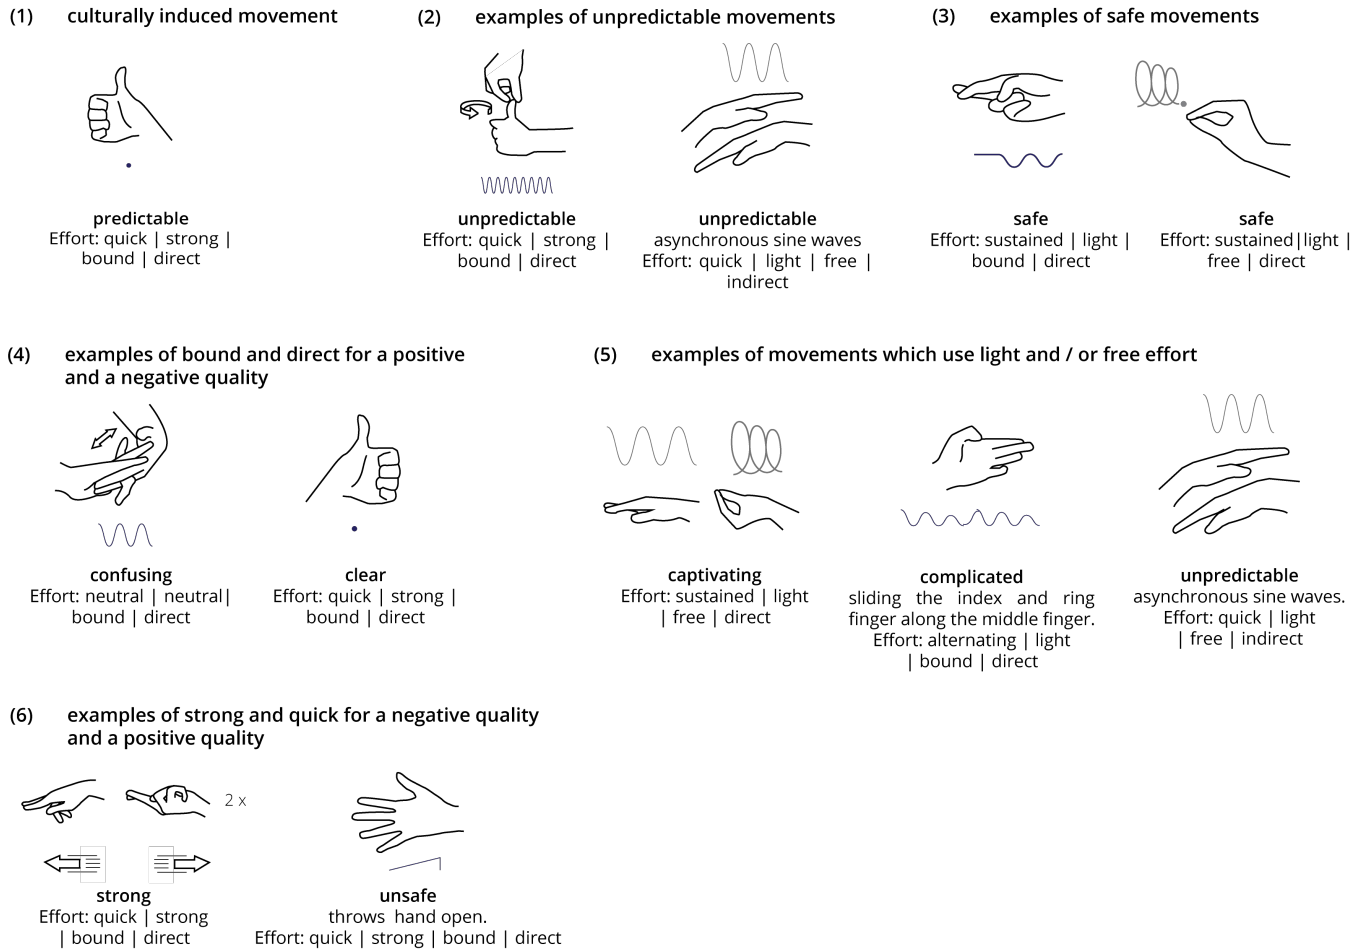 (1) culturally induced movement
predictable
Effort: quick | strong |
bound | direct
(2) examples of unpredictable movements
unpredictable
Effort: quick | strong |
bound | direct
unpredictable
asynchronous sine waves
Effort: quick | light | free |
indirect
(3) examples of safe movements
safe
Effort: sustained | light |
bound | direct
safe
Effort: sustained|light |
free | direct
(4) examples of bound and direct for a positive
and a negative quality
confusing
Effort: neutral | neutral|
bound | direct
clear
Effort: quick | strong |
bound | direct
(5) examples of movements which use light and / or free effort
captivating
Effort: sustained | light
| free | direct
complicated
sliding the index and ring
finger along the middle finger.
Effort: alternating | light
| bound | direct
unpredictable
asynchronous sine waves.
Effort: quick | light
| free | indirect
(6) examples of strong and quick for a negative quality
and a positive quality
2 x
strong
Effort: quick | strong
| bound | direct
unsafe
throws hand open.
Effort: quick | strong | bound | direct